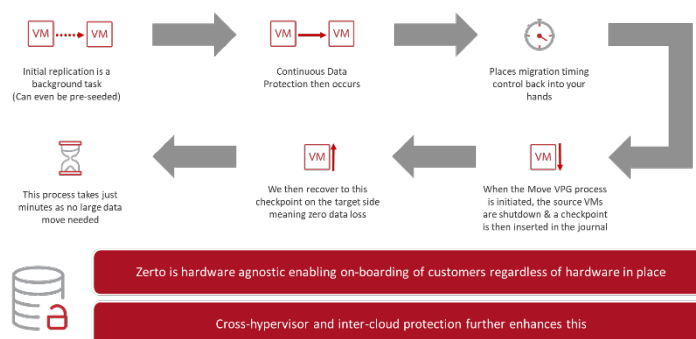 VM
VM
Initial replication is a
background task
(Can even be pre-seeded)
VM
VM
Continuous Data
Protection then occurs
Places migration timing
control back into your
hands
This process takes just
minutes as no large data
move needed
VM
We then recover to this
checkpoint on the target side
meaning zero data loss
VM
When the Move VPG process
is initiated, the source VMs
are shutdown & a checkpoint
is then inserted in the journal
Zerto is hardware agnostic enabling on-boarding of customers regardless of hardware in place
Cross-hypervisor and inter-cloud protection further enhances this